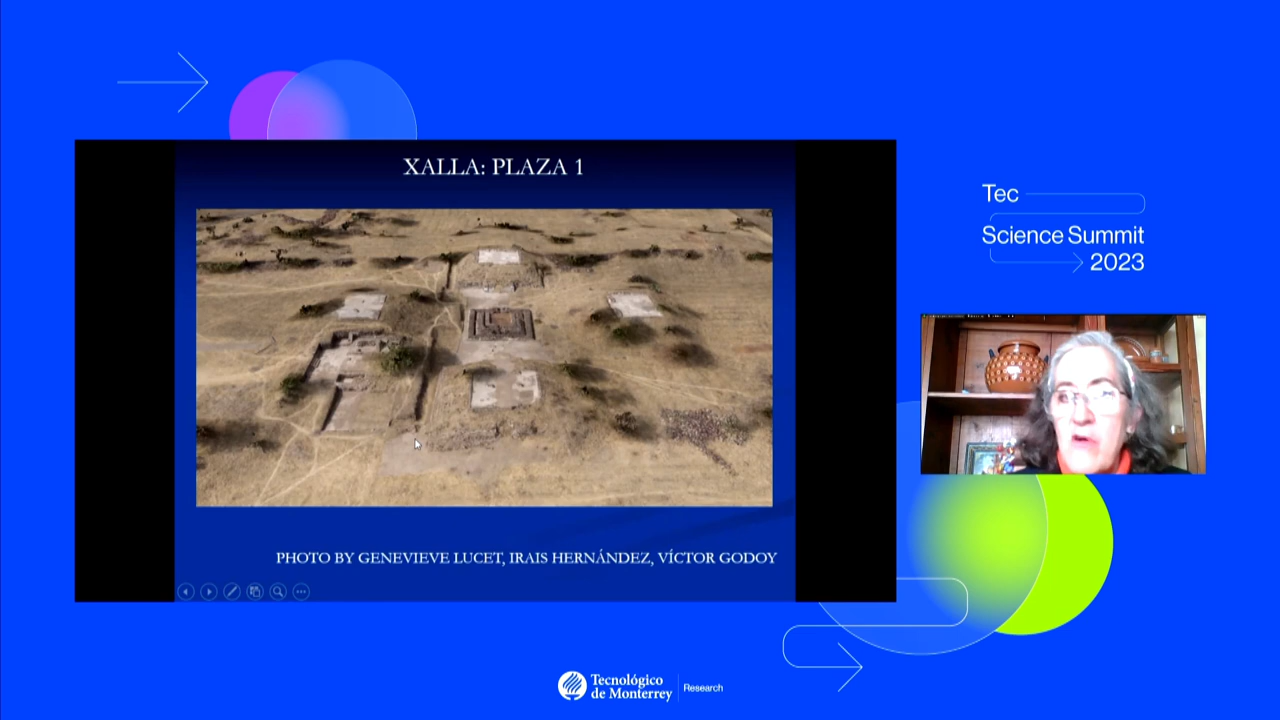 XALLA: PLAZA 1
PHOTO BY GENEVIEVE LUCET, IRAIS HERNÁNDEZ, VÍCTOR GODOY
Tec
Science Summit
2023
Tecnológico
de Monterrey
Research